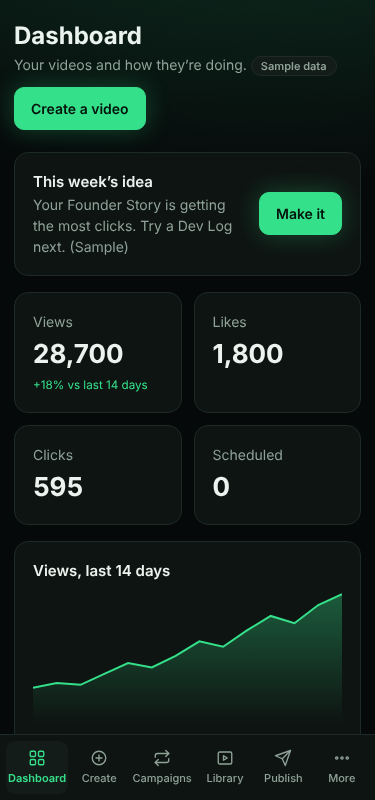 Dashboard
Your videos and how they’re doing. Sample data
Create a video
This week’s idea
Your Founder Story is getting
the most clicks. Try a Dev Log
next. (Sample)
Make it
Views
28,700
+18% vs last 14 days
Likes
1,800
Clicks
595
Scheduled
0
Views, last 14 days
Dashboard
Create
Campaigns
Library
Publish
More